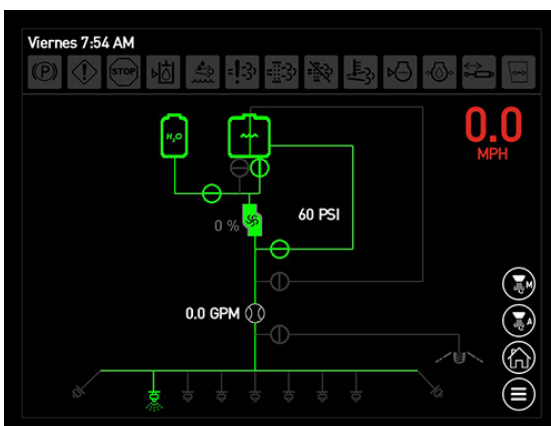 Viernes 7:54 AM
(P) STOP
0.0
MPH
H₂O
60 PSI
0 %
0.0 GPM
M
A